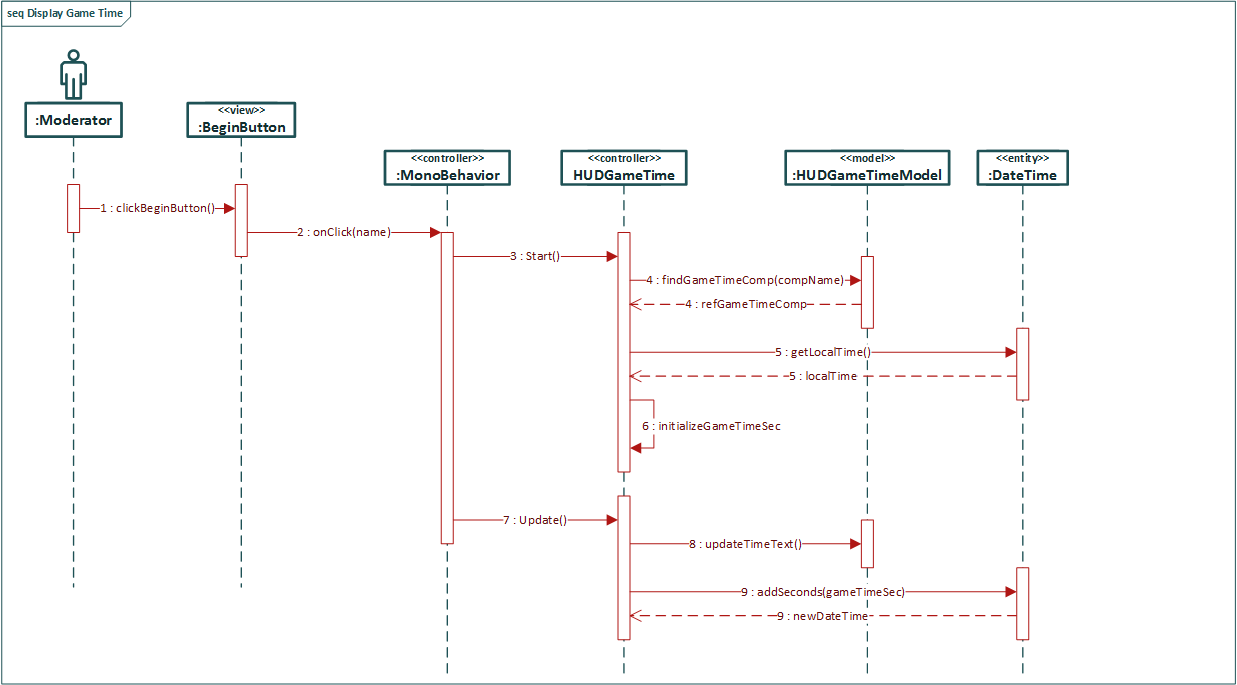 seq Display Game Time
:Moderator
<<view>>
:BeginButton
<<controller>>
:MonoBehavior
<<controller>>
HUDGameTime
<<model>>
:HUDGameTimeModel
<<entity>>
:DateTime
1 : clickBeginButton()
2 : onClick(name)
3 : Start()
4 : findGameTimeComp(compName)
4 : refGameTimeComp
5 : getLocalTime()
5 : localTime
6 : initializeGameTimeSec
7 : Update()
8 : updateTimeText()
9 : addSeconds(gameTimeSec)
9 : newDateTime